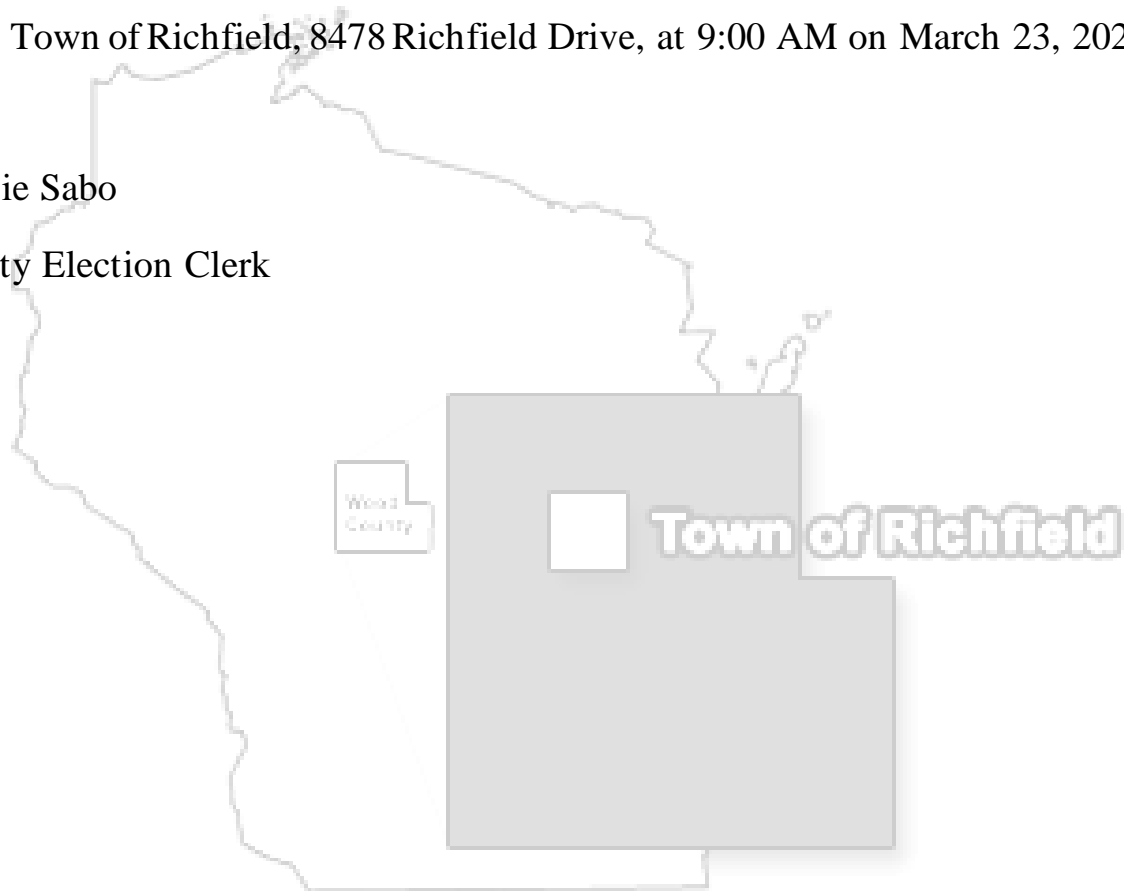 Town of Richfield, 8478 Richfield Drive, at 9:00 AM on March 23, 202
ie Sabo
ty Election Clerk
Wood
County
Town of Richfield